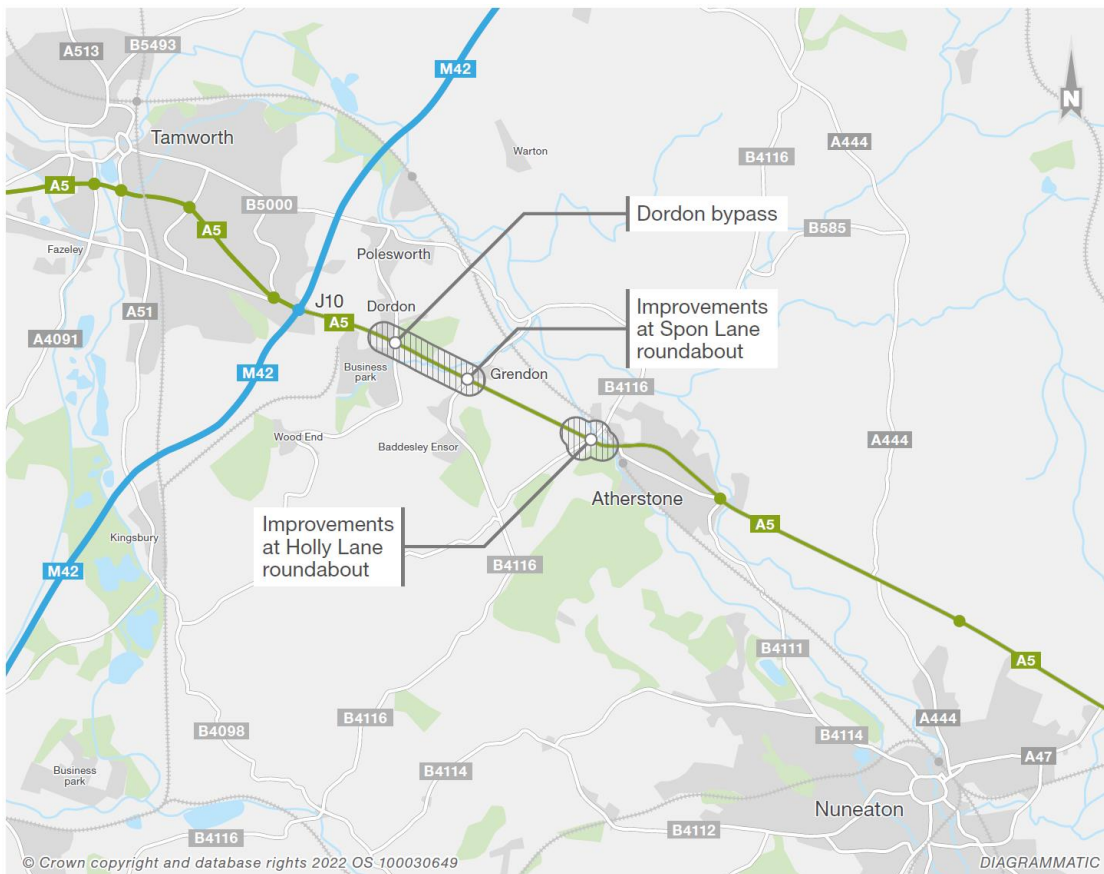 A513
B5493
M42
N
Tamworth
Warton
A444
B4116
A5
B5000
Dordon bypass
B585
A5
Fazeley
Polesworth
J10
Dordon
A51
A5
Improvements
at Spon Lane
roundabout
A4091
Business
park
Grendon
M42
B4116
Wood End
Baddesley Ensor
A444
Atherstone
Improvements
at Holly Lane
roundabout
A5
Kingsbury
M42
B4116
B4111
A5
B4098
B4116
A444
B4114
A47
Business
park
B4114
Nuneaton
B4116
B4112
© Crown copyright and database rights 2022 OS 100030649
DIAGRAMMATIC